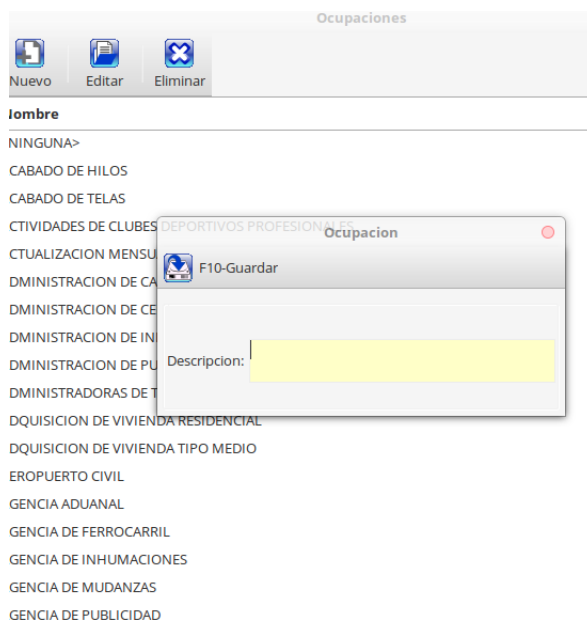 Ocupaciones
Nuevo Editar Eliminar
Nombre
NINGUNA>
CABADO DE HILOS
CABADO DE TELAS
CTIVIDADES DE CLUBES DEPORTIVOS PROFESIONALES
CTUALIZACION MENSU
DMINISTRACION DE CA
DMINISTRACION DE CE
DMINISTRACION DE IN
DMINISTRACION DE PU
DMINISTRADORAS DE T
DQUISICION DE VIVIENDA RESIDENCIAL
DQUISICION DE VIVIENDA TIPO MEDIO
EROPUERTO CIVIL
GENCIA ADUANAL
GENCIA DE FERROCARRIL
GENCIA DE INHUMACIONES
GENCIA DE MUDANZAS
GENCIA DE PUBLICIDAD
Ocupacion
F10-Guardar
Descripcion: